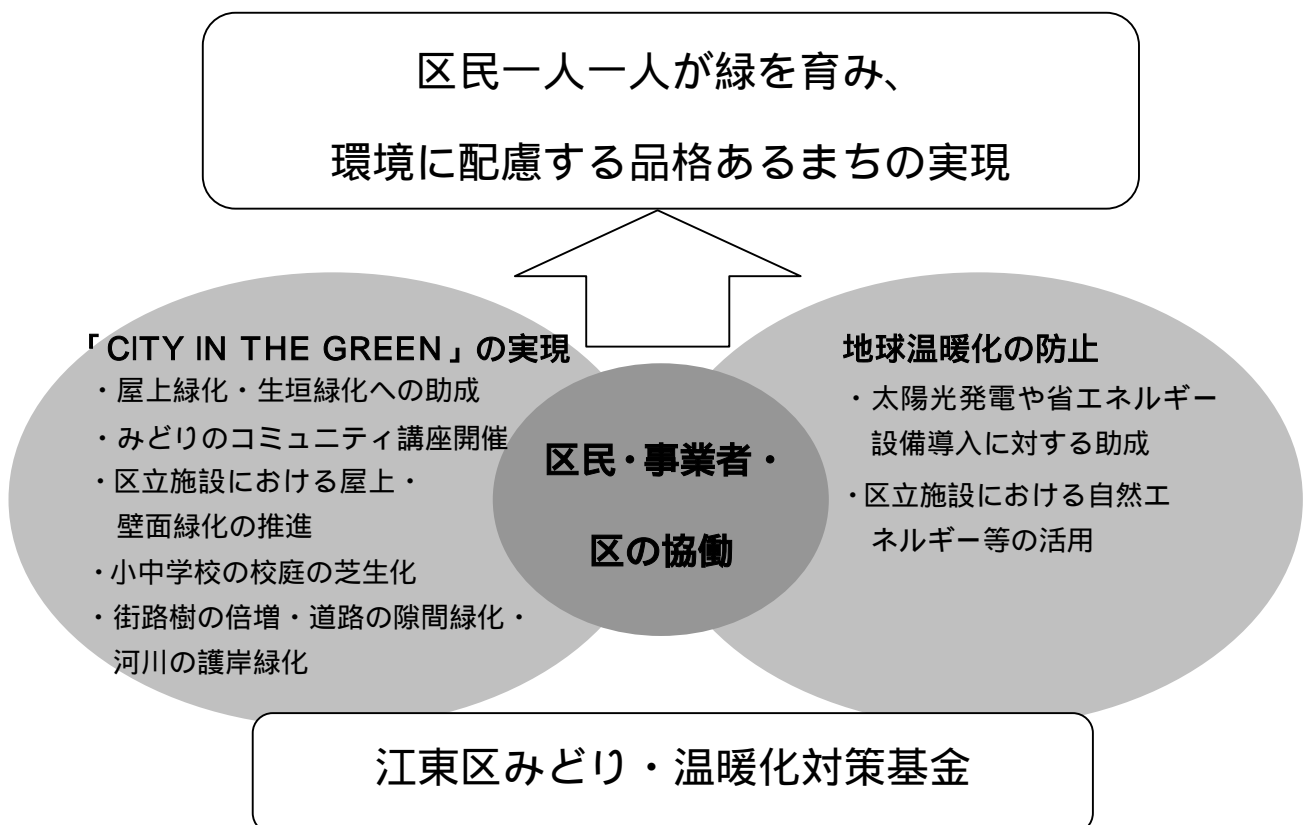 区民一人一人が緑を育み、
環境に配慮する品格あるまちの実現
「CITY IN THE GREEN」の実現
・屋上緑化・生垣緑化への助成
・みどりのコミュニティ講座開催
・区立施設における屋上・
壁面緑化の推進
・小中学校の校庭の芝生化
・街路樹の倍増・道路の隙間緑化・
河川の護岸緑化
区民・事業者・
区の協働
地球温暖化の防止
・太陽光発電や省エネルギー
設備導入に対する助成
・区立施設における自然エ
ネルギー等の活用
江東区みどり・温暖化対策基金